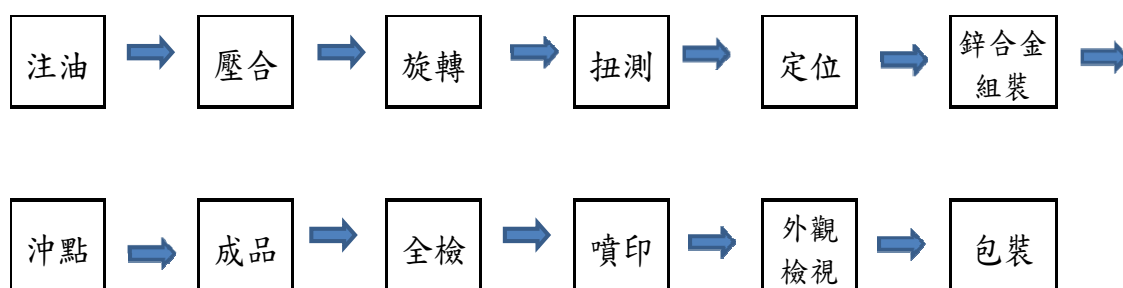 注油
壓合
旋轉
扭測
定位
鋅合金
組裝
沖點
成品
全檢
噴印
外觀
檢視
包裝